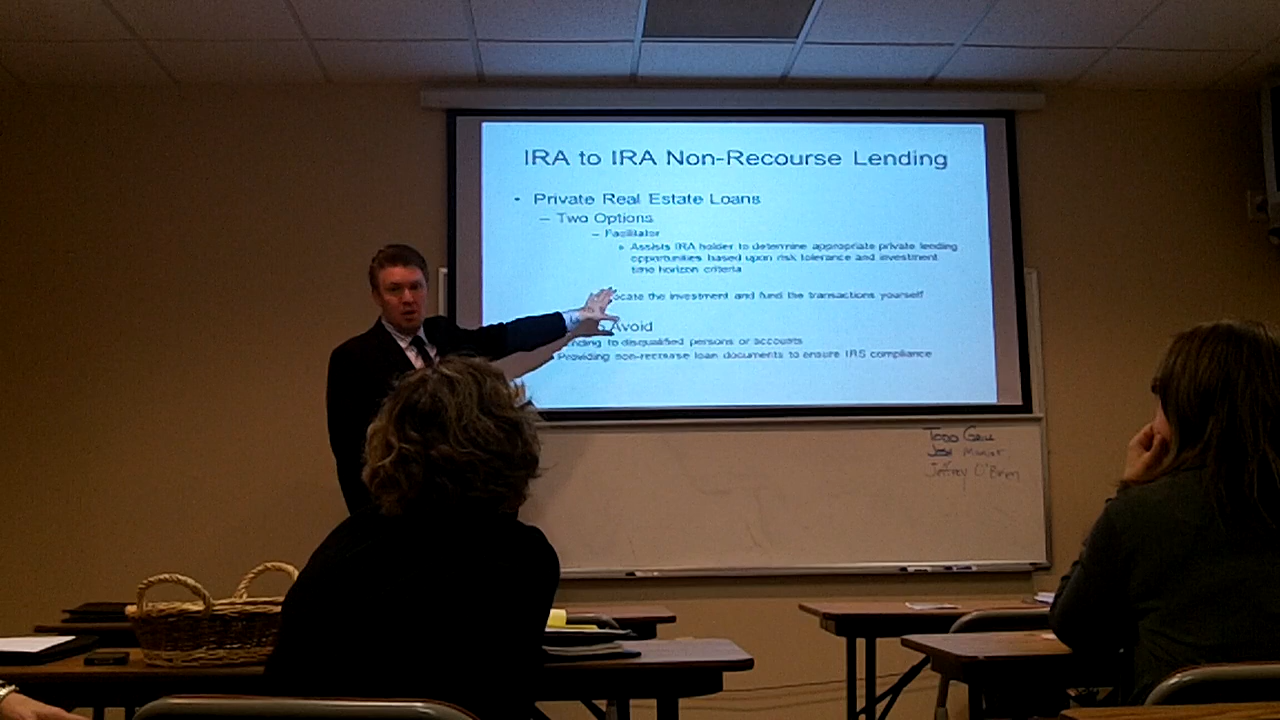 IRA to IRA Non-Recourse Lending
• Private Real Estate Loans
– Two Options
– Facilitator
Assists IRA holder to determine appropriate private lending
opportunities based upon risk tolerance and investment
time horizon criteria
ocate the investment and fund the transactions yourself
Avoid
nding to disqualified persons or accounts
Providing non-recourse loan documents to ensure IRS compliance
Todd
Jeffrey O'Brien